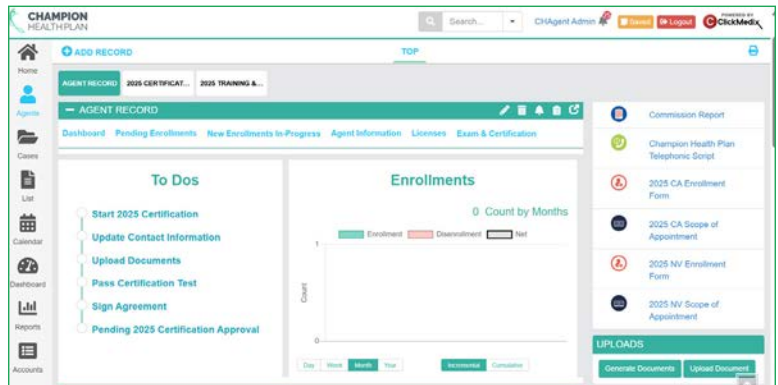 CHAMPION
HEALTH PLAN
Search...
CHAgent Admin
Saved
Logout
POWERED BY
ClickMedix
Home
ADD RECORD
TOP
AGENT RECORD
2025 CERTIFICAT...
2025 TRAINING &...
Agents
AGENT RECORD
Dashboard Pending Enrollments New Enrollments In-Progress Agent Information Licenses Exam & Certification
Cases
List
Calendar
Dashboard
Reports
Accounts
To Dos
Start 2025 Certification
Update Contact Information
Upload Documents
Pass Certification Test
Sign Agreement
Pending 2025 Certification Approval
Enrollments
0 Count by Months
Enrollment Disenrollment Net
1
Count
0
Day Week Month Year
Incremental Cumulative
Commission Report
Champion Health Plan
Telephonic Script
2025 CA Enrollment
Form
2025 CA Scope of
Appointment
2025 NV Enrollment
Form
2025 NV Scope of
Appointment
UPLOADS
Generate Documents Upload Document